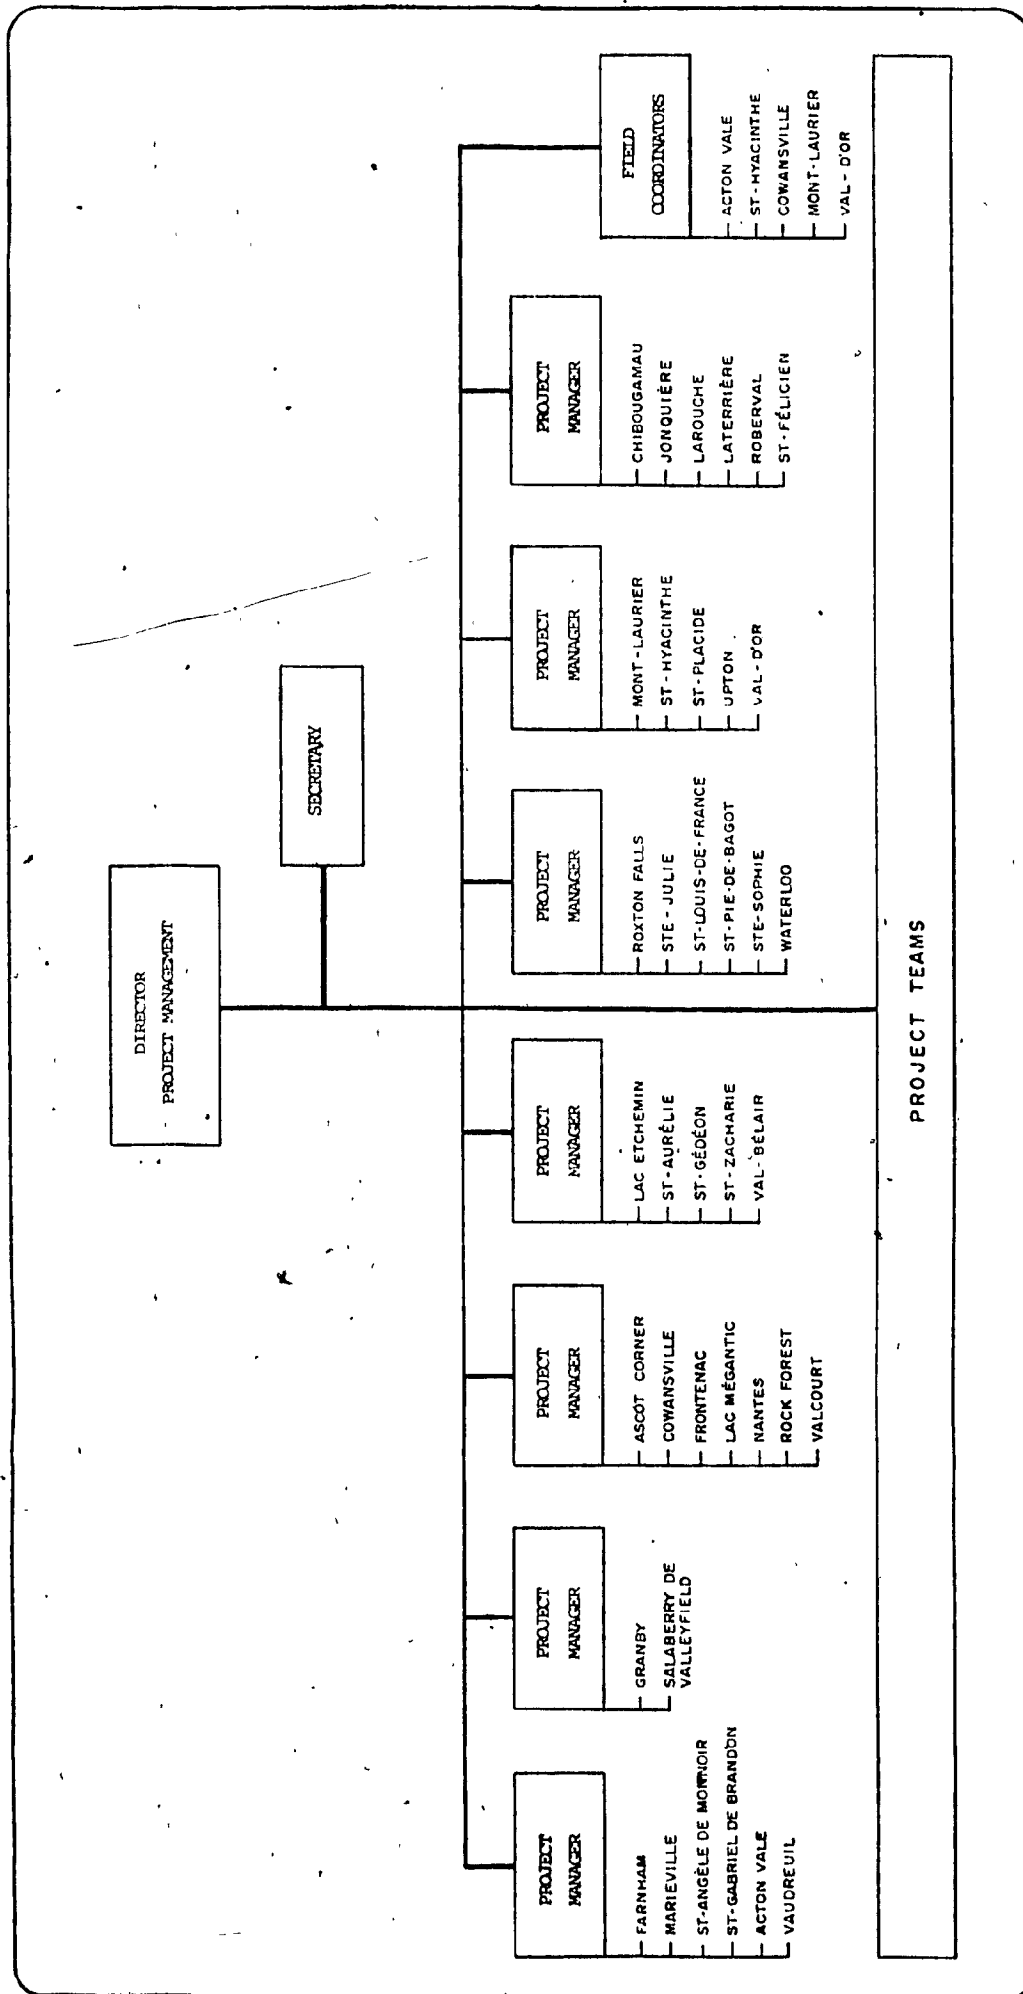 DIRECTOR
PROJECT MANAGEMENT
SECRETARY
PROJECT
MANAGER
FARNHAM
MARIEVILLE
ST-ANGÈLE DE MONNOIR
ST-GABRIEL DE BRANDON
ACTON VALE
VAUDREUIL
PROJECT
MANAGER
GRANBY
SALABERRY DE
VALLEYFIELD
PROJECT
MANAGER
ASCOT CORNER
COWANSVILLE
FRONTENAC
LAC MÉGANTIC
NANTES
ROCK FOREST
VALCOURT
PROJECT
MANAGER
LAC ETCHEMIN
ST-AURÉLIE
ST-GÉDÉON
ST-ZACHARIE
VAL-BÉLAIR
PROJECT
MANAGER
ROXTON FALLS
STE-JULIE
ST-LOUIS-DE-FRANCE
ST-PIE-DE-BAGOT
STE-SOPHIE
WATERLOO
PROJECT
MANAGER
MONT-LAURIER
ST-HYACINTHE
ST-PLACIDE
UPTON
VAL-D'OR
PROJECT
MANAGER
CHIBOUGAMAU
JONQUIÈRE
LAROUCHE
LATERRIÈRE
ROBERVAL
ST-FÉLICIEN
FIELD
COORDINATORS
ACTON VALE
ST-HYACINTHE
COWANSVILLE
MONT-LAURIER
VAL-D'OR
PROJECT TEAMS